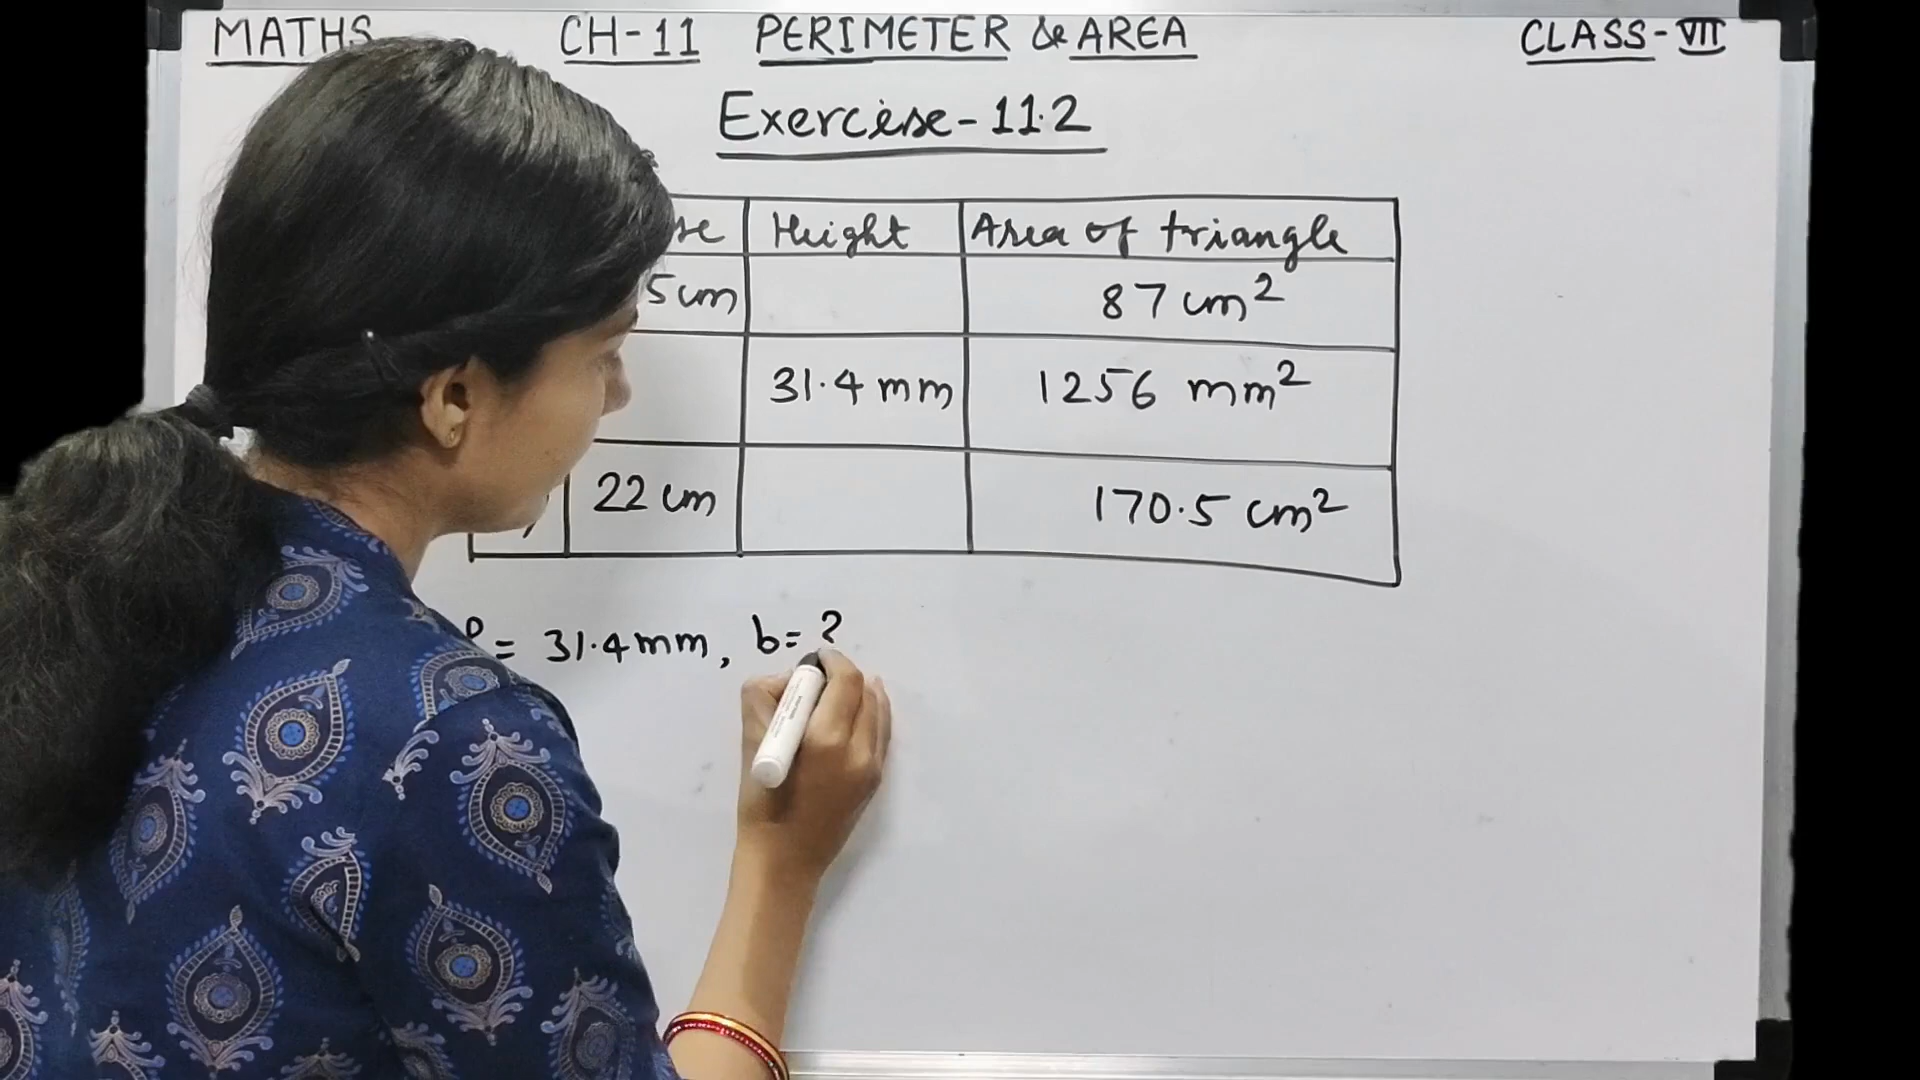 MATHS CH-11 PERIMETER & AREA CLASS-VII
Exercise-11.2
Height Area of triangle
5cm 87 cm²
31.4 mm 1256 mm²
22 cm 170.5 cm²
= 31.4mm, b= ?